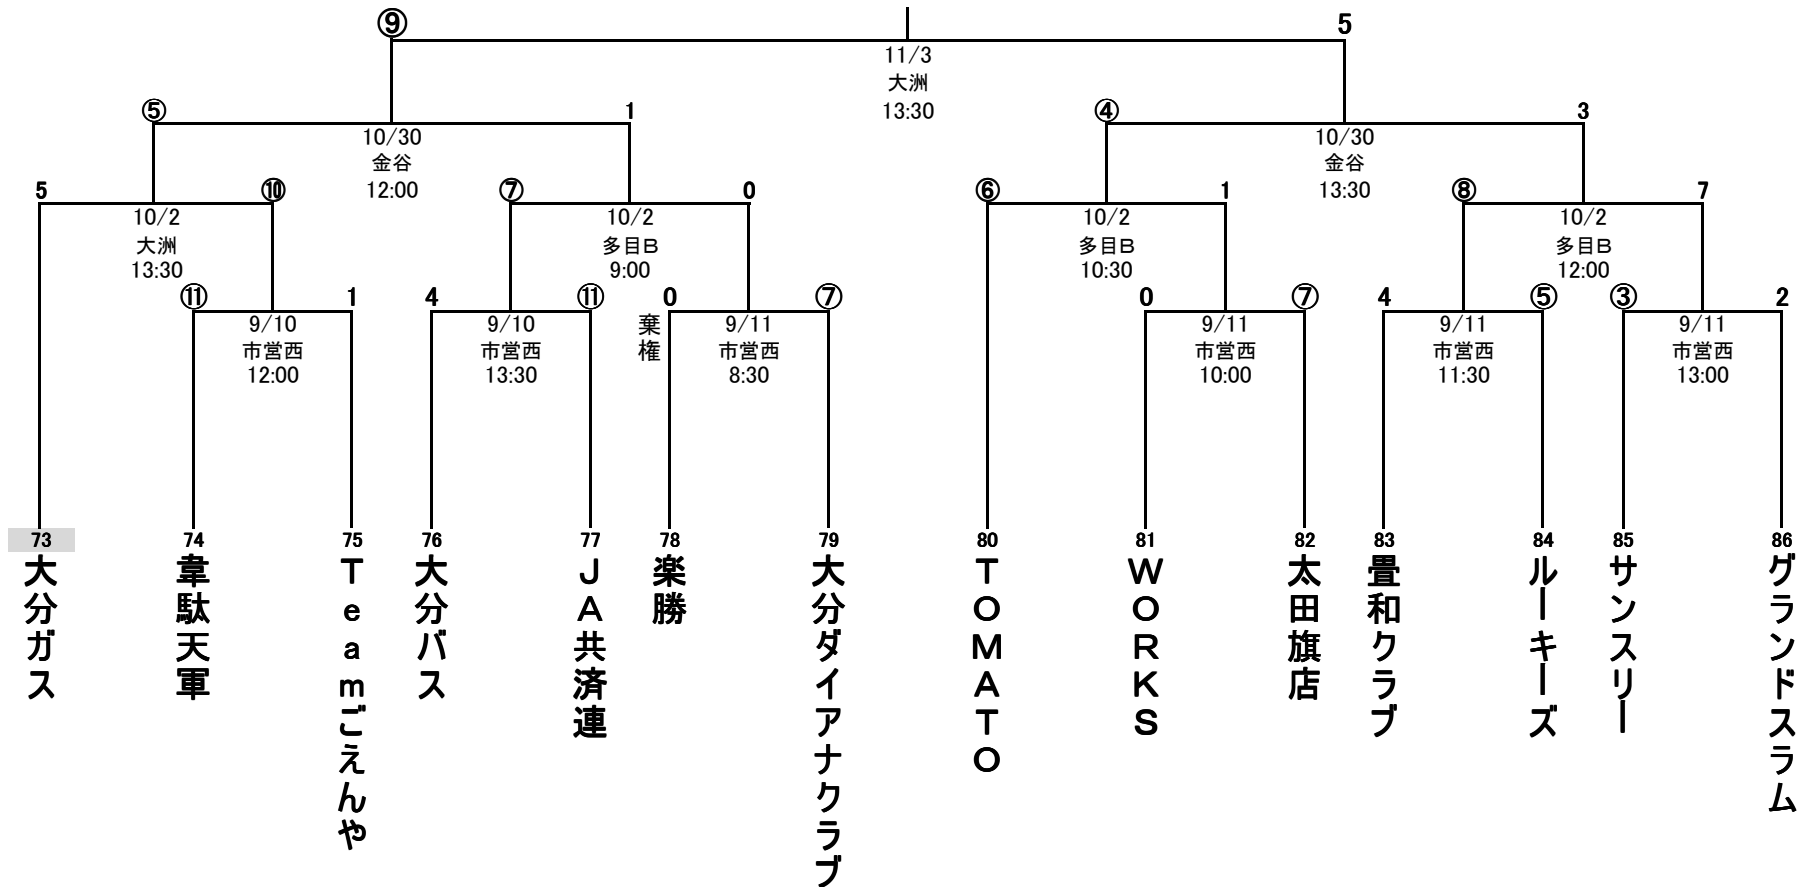 ⑨ 5
11/3
大洲
13:30
⑤ 1 ④ 3
10/30 10/30
金谷 金谷
12:00 13:30
5 ⑩ ⑦ 0 ⑥ 1 ⑧ 7
10/2 10/2 10/2 10/2
大洲 多目B 多目B 多目B
13:30 9:00 10:30 12:00
⑪ 1 4 ⑪ 0 ⑦ 0 ⑦ 4 ⑤ ③ 2
棄権
9/10 9/10 9/11 9/11 9/11 9/11
市営西 市営西 市営西 市営西 市営西 市営西
12:00 13:30 8:30 10:00 11:30 13:00
73 74 75 76 77 78 79 80 81 82 83 84 85 86
大分ガス
韋駄天軍
Teamごえんや
大分バス
JA共済連
楽勝
大分ダイアナクラブ
TOMATO
WORKS
太田旗店
畳和クラブ
ルーキーズ
サンスリー
グランドスラム